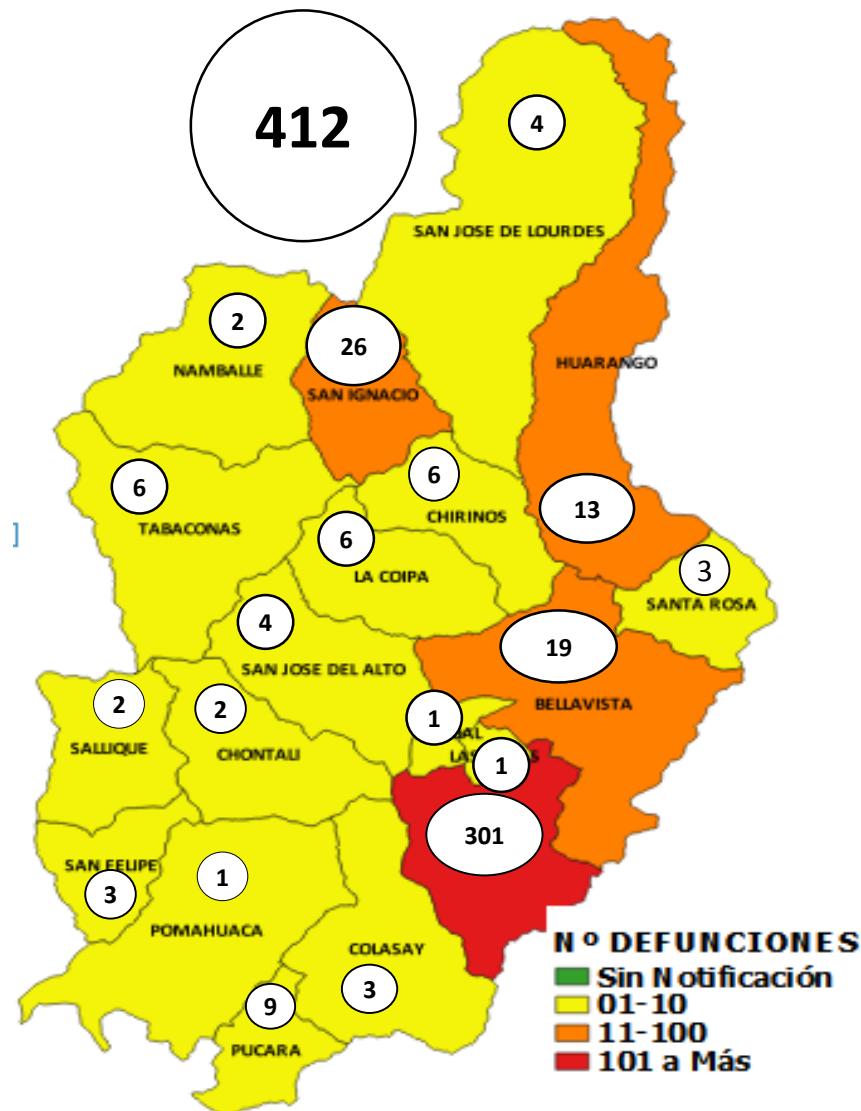 412
4
SAN JOSE DE LOURDES
2
NAMBALLE
26
SAN IGNACIO
HUARANGO
6
TABACONAS
6
CHIRINOS
13
]
6
LA COIPA
3
SANTA ROSA
4
SAN JOSE DEL ALTO
19
BELLAVISTA
2
SALLIQUE
2
CHONTALI
1
1
301
SAN FELIPE
3
1
POMAHUACA
COLASAY
3
9
PUCARA
Nº DEFUNCIONES
Sin Notificación
01-10
11-100
101 a Más